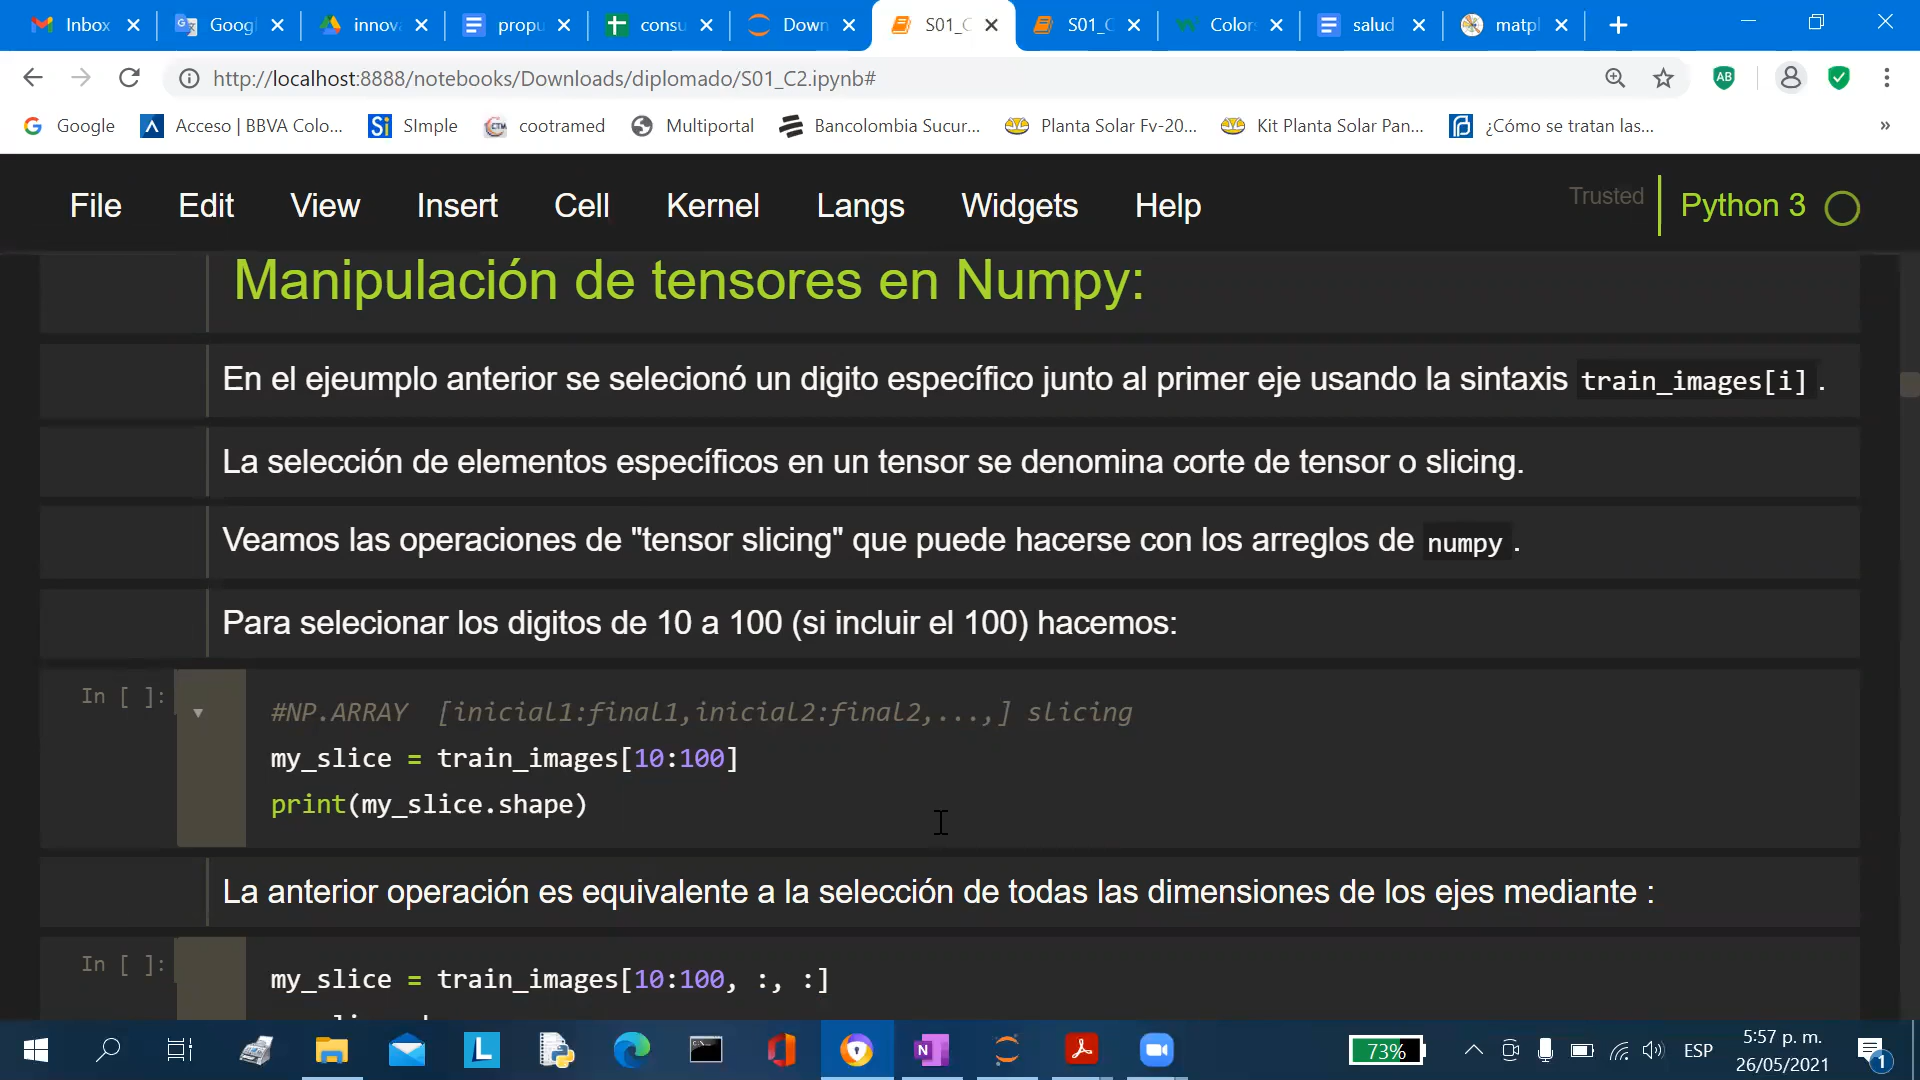 Inbox
Googl
innova
propu
consu
Down
S01_C
S01_C
Color
salud
matpl
http://localhost:8888/notebooks/Downloads/diplomado/S01_C2.ipynb#
AB
Google
Acceso | BBVA Colo...
Si SImple
cootramed
Multiportal
Bancolombia Sucur...
Planta Solar Fv-20...
Kit Planta Solar Pan...
¿Cómo se tratan las...
»
File Edit View Insert Cell Kernel Langs Widgets Help
Trusted
Python 3
Manipulación de tensores en Numpy:
En el ejeumplo anterior se selecionó un digito específico junto al primer eje usando la sintaxis train_images[i] .
La selección de elementos específicos en un tensor se denomina corte de tensor o slicing.
Veamos las operaciones de "tensor slicing" que puede hacerse con los arreglos de numpy .
Para selecionar los digitos de 10 a 100 (si incluir el 100) hacemos:
In [ ]:
#NP.ARRAY  [inicial1:final1,inicial2:final2,...,] slicing
my_slice = train_images[10:100]
print(my_slice.shape)
La anterior operación es equivalente a la selección de todas las dimensiones de los ejes mediante :
In [ ]:
my_slice = train_images[10:100, :, :]
73%
ESP
5:57 p. m.
26/05/2021
1